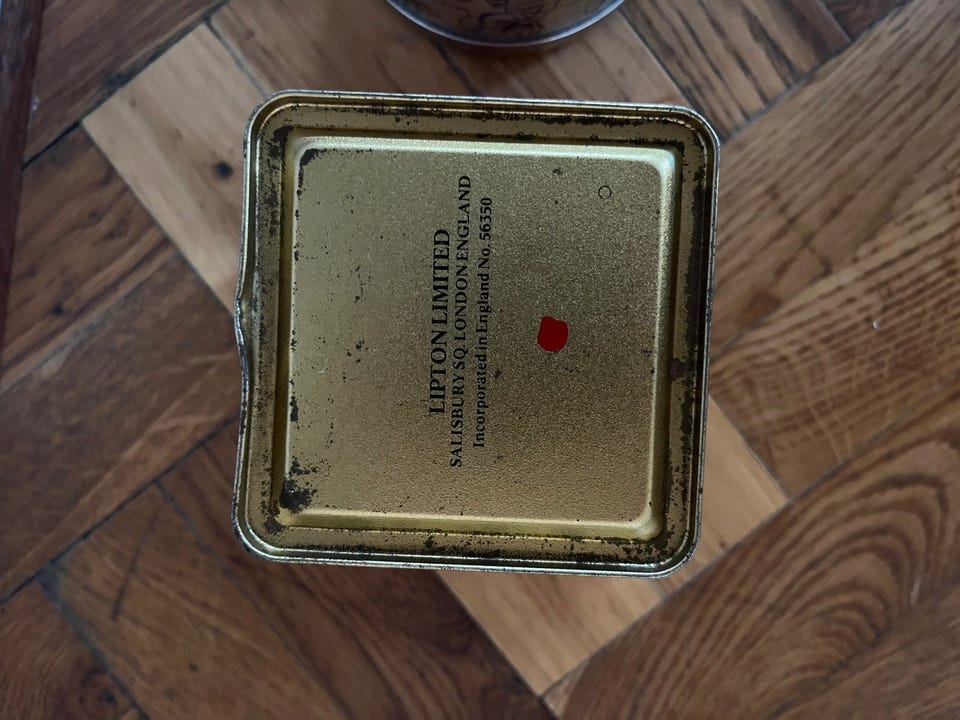 LIPTON LIMITED
SALISBURY SQ. LONDON ENGLAND
Incorporated in England No. 56350